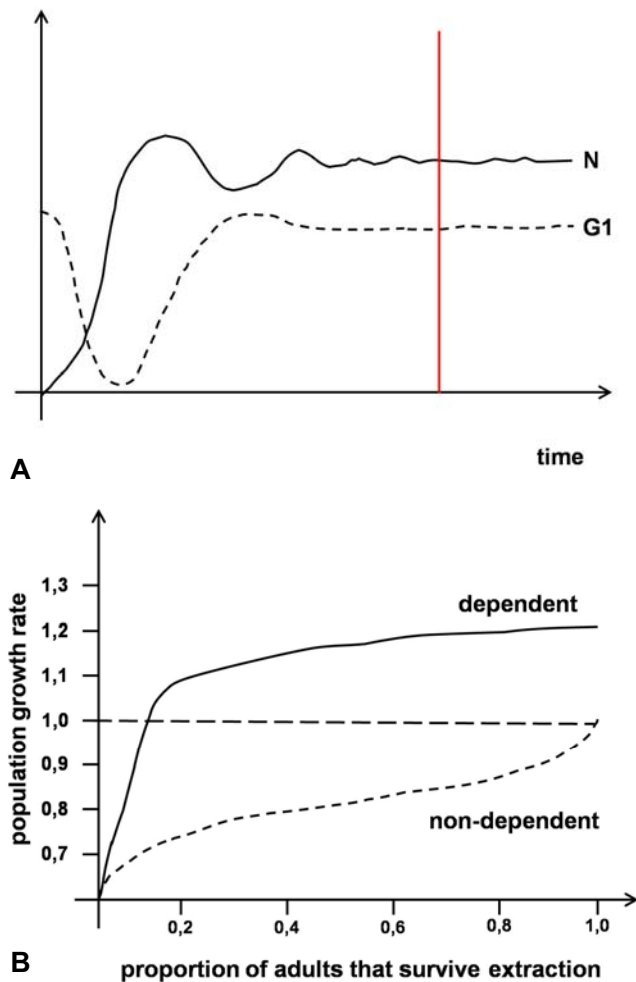 N
G1
time
A
population growth rate
1,3
1,2
1,1
1,0
0,9
0,8
0,7
dependent
non-dependent
0,2 0,4 0,6 0,8 1,0
B
proportion of adults that survive extraction